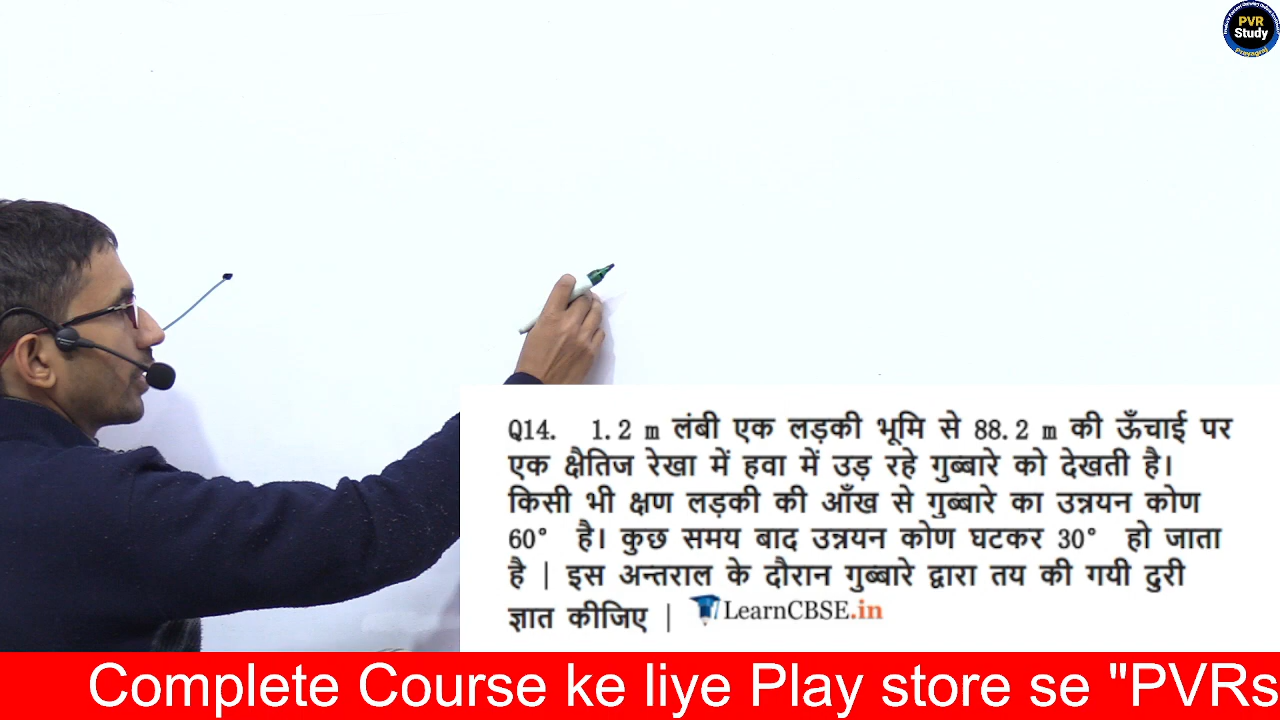 PVR
Study
Prayagraj
Q14. 1.2 m लंबी एक लड़की भूमि से 88.2 m की ऊँचाई पर
एक क्षैतिज रेखा में हवा में उड़ रहे गुब्बारे को देखती है।
किसी भी क्षण लड़की की आँख से गुब्बारे का उन्नयन कोण
60° है। कुछ समय बाद उन्नयन कोण घटकर 30° हो जाता
है | इस अन्तराल के दौरान गुब्बारे द्वारा तय की गयी दुरी
ज्ञात कीजिए | LearnCBSE.in
Complete Course ke liye Play store se "PVRs